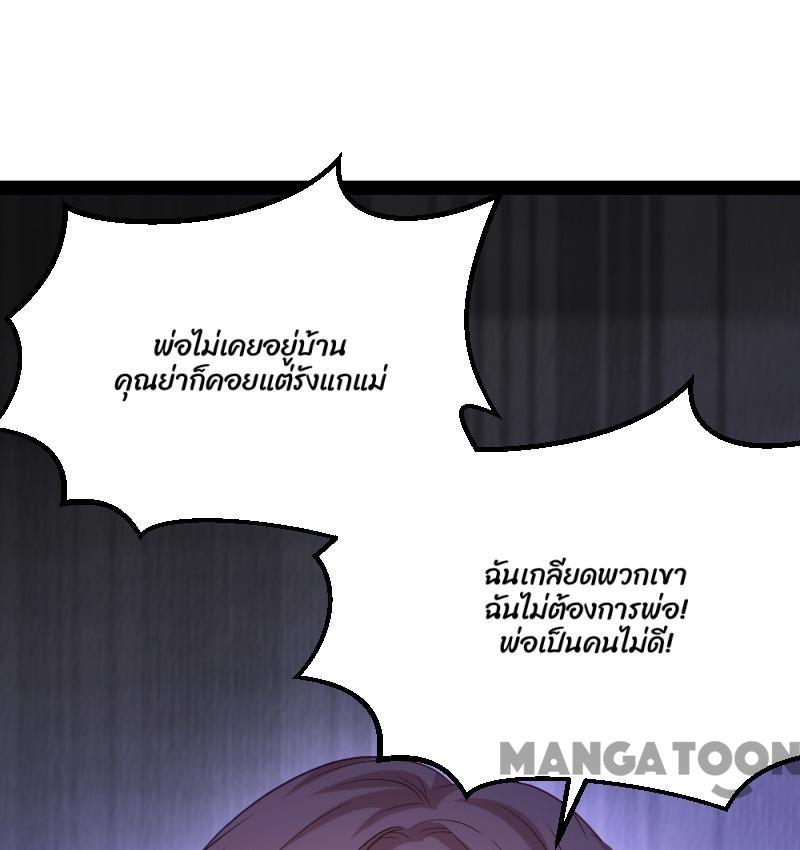 พ่อไม่เคยอยู่บ้าน
คุณย่าก็คอยแต่รังแกแม่
ฉันเกลียดพวกเขา
ฉันไม่ต้องการพ่อ!
พ่อเป็นคนไม่ดี!
MANGATOON